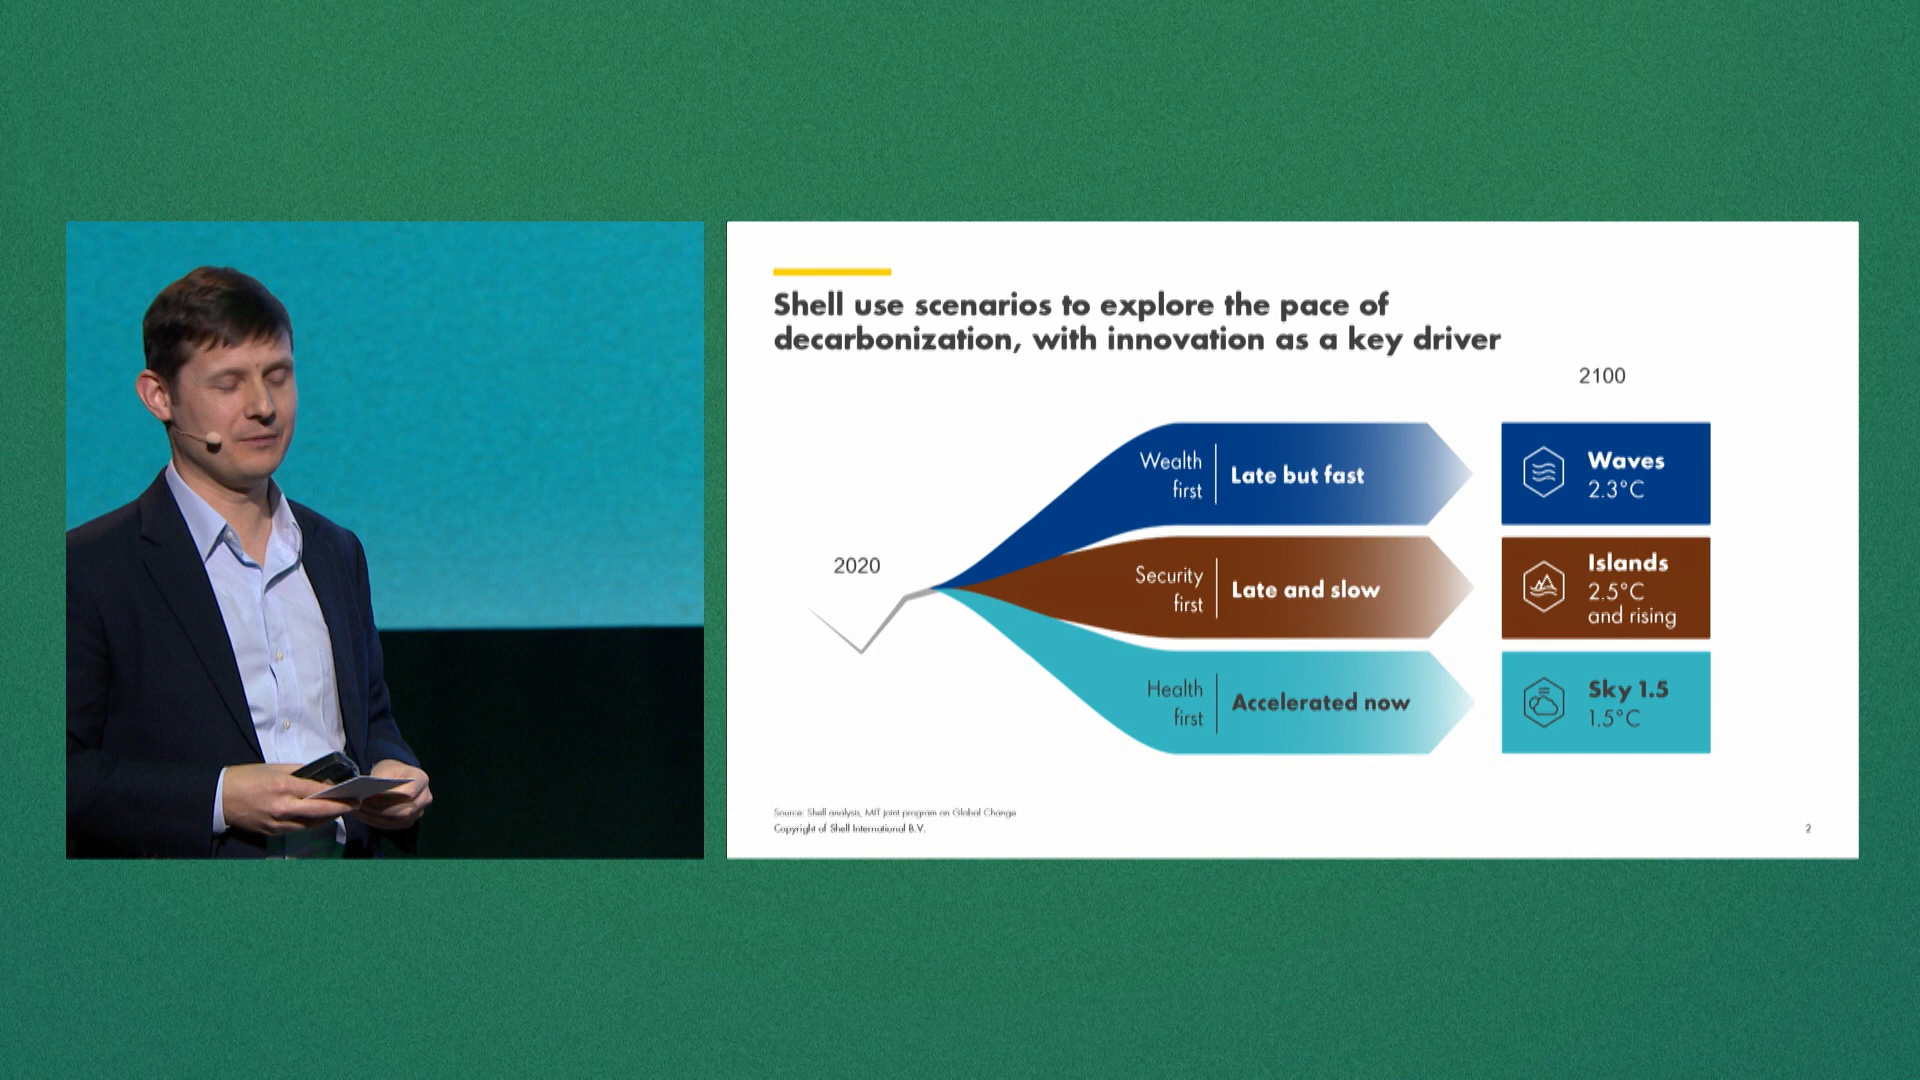 Shell use scenarios to explore the pace of
decarbonization, with innovation as a key driver
2100
2020
Wealth
first
Late but fast
Waves
2.3°C
Security
first
Late and slow
Islands
2.5°C
and rising
Health
first
Accelerated now
Sky 1.5
1.5°C
Source: Shell analysis, MIT joint program on Global Change
Copyright of Shell International B.V.
2